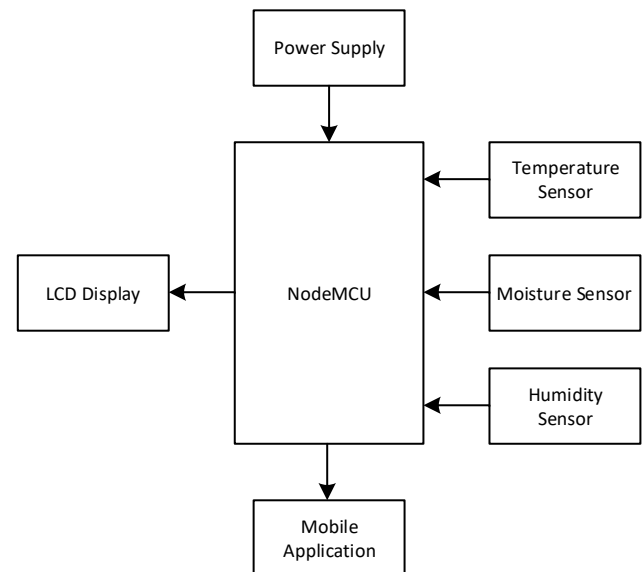 Power Supply
Temperature
Sensor
LCD Display
NodeMCU
Moisture Sensor
Humidity
Sensor
Mobile
Application